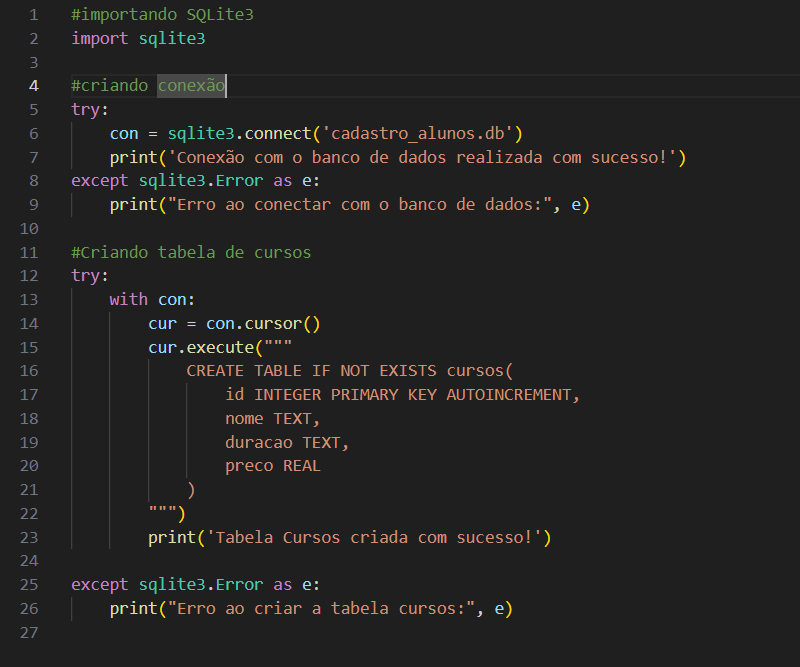 1 #importando SQLite3
2 import sqlite3
3
4 #criando conexão
5 try:
6     con = sqlite3.connect('cadastro_alunos.db')
7     print('Conexão com o banco de dados realizada com sucesso!')
8 except sqlite3.Error as e:
9     print("Erro ao conectar com o banco de dados:", e)
10
11 #Criando tabela de cursos
12 try:
13     with con:
14         cur = con.cursor()
15         cur.execute("""
16             CREATE TABLE IF NOT EXISTS cursos(
17                 id INTEGER PRIMARY KEY AUTOINCREMENT,
18                 nome TEXT,
19                 duracao TEXT,
20                 preco REAL
21             )
22         """)
23         print('Tabela Cursos criada com sucesso!')
24
25 except sqlite3.Error as e:
26     print("Erro ao criar a tabela cursos:", e)
27